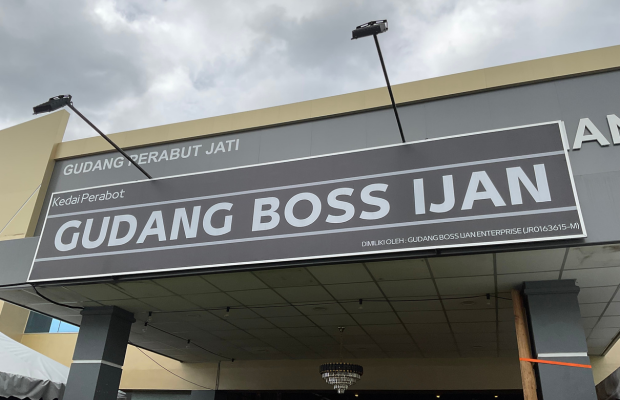 GUDANG PERABUT JATI
Kedai Perabot
GUDANG BOSS IJAN
DIMILIKI OLEH : GUDANG BOSS IJAN ENTERPRISE (JR0163615-M)